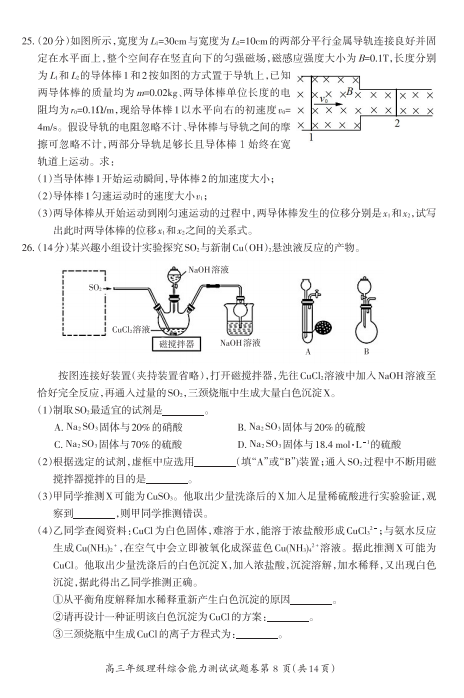 25.(20分)如图所示,宽度为L₁=30cm与宽度为L₂=10cm的两部分平行金属导轨连接良好并固
定在水平面上,整个空间存在竖直向下的匀强磁场,磁感应强度大小为B=0.1T,长度分别
为L₁和L₂的导体棒1和2按如图的方式置于导轨上,已知
两导体棒的质量均为m=0.02kg、两导体棒单位长度的电
阻均为r₀=0.1Ω/m,现给导体棒1以水平向右的初速度v₀=
4m/s。假设导轨的电阻忽略不计、导体棒与导轨之间的摩
擦可忽略不计,两部分导轨足够长且导体棒1始终在宽
轨道上运动。求:
B
v₀
1
2
(1)当导体棒1开始运动瞬间,导体棒2的加速度大小;
(2)导体棒1匀速运动时的速度大小v₁;
(3)两导体棒从开始运动到刚匀速运动的过程中,两导体棒发生的位移分别是x₁和x₂,试写
出此时两导体棒的位移x₁和x₂之间的关系式。
26.(14分)某兴趣小组设计实验探究SO₂与新制Cu(OH)₂悬浊液反应的产物。
NaOH溶液
SO₂
CuCl₂溶液
磁搅拌器
NaOH溶液
A
B
按图连接好装置(夹持装置省略),打开磁搅拌器,先往CuCl₂溶液中加入NaOH溶液至
恰好完全反应,再通入过量的SO₂,三颈烧瓶中生成大量白色沉淀X。
(1)制取SO₂最适宜的试剂是______。
A. Na₂SO₃固体与20%的硝酸
B. Na₂SO₃固体与20%的硫酸
C. Na₂SO₃固体与70%的硫酸
D. Na₂SO₃固体与18.4 mol·L⁻¹的硫酸
(2)根据选定的试剂,虚框中应选用______(填“A”或“B”)装置;通入SO₂过程中不断用磁
搅拌器搅拌的目的是______。
(3)甲同学推测X可能为CuSO₃。他取出少量洗涤后的X加入足量稀硫酸进行实验验证,观
察到______,则甲同学推测错误。
(4)乙同学查阅资料:CuCl为白色固体,难溶于水,能溶于浓盐酸形成CuCl₃²⁻;与氨水反应
生成Cu(NH₃)₂⁺,在空气中会立即被氧化成深蓝色Cu(NH₃)₄²⁺溶液。据此推测X可能为
CuCl。他取出少量洗涤后的白色沉淀X,加入浓盐酸,沉淀溶解,加水稀释,又出现白色
沉淀,据此得出乙同学推测正确。
①从平衡角度解释加水稀释重新产生白色沉淀的原因______。
②请再设计一种证明该白色沉淀为CuCl的方案:______。
③三颈烧瓶中生成CuCl的离子方程式为:______。
高三年级理科综合能力测试试题卷第 8 页(共14页)